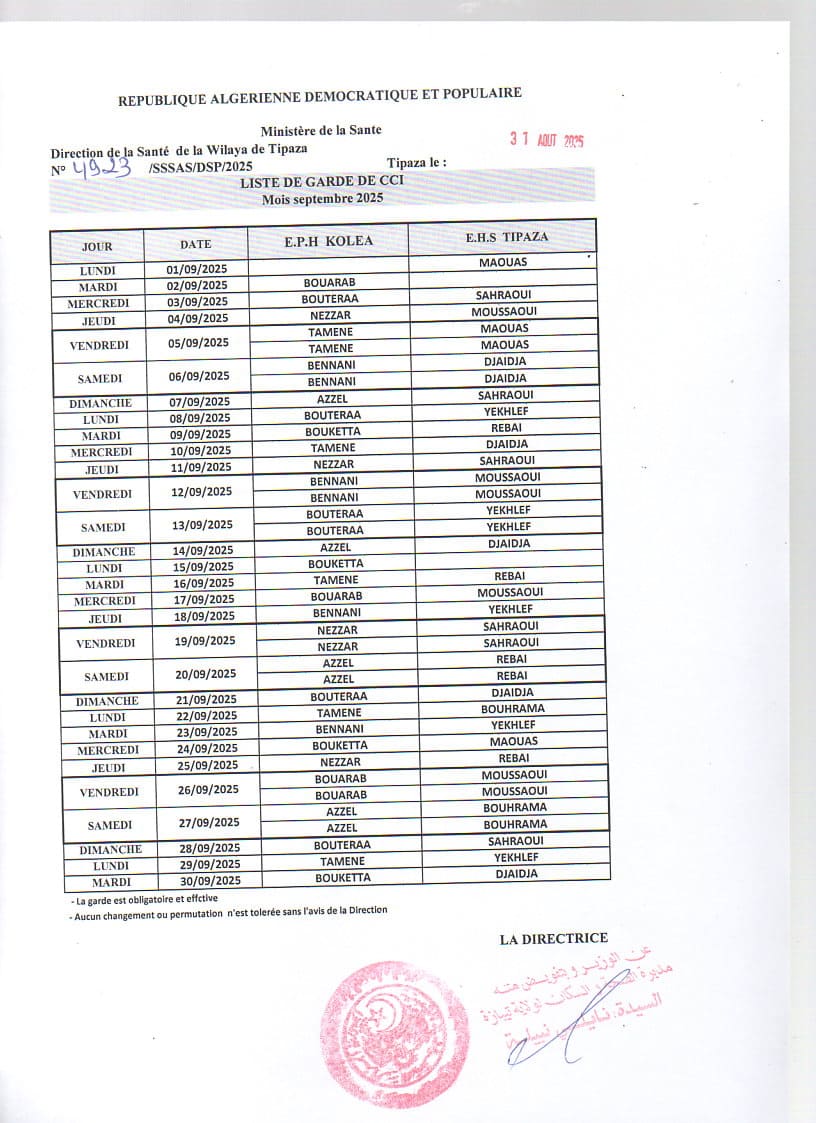 REPUBLIQUE ALGERIENNE DEMOCRATIQUE ET POPULAIRE
Ministère de la Sante
31 AOUT 2025
Direction de la Santé de la Wilaya de Tipaza
N° 4923 /SSSAS/DSP/2025 Tipaza le :
LISTE DE GARDE DE CCI
Mois septembre 2025
JOUR DATE E.P.H KOLEA E.H.S TIPAZA
LUNDI 01/09/2025 MAOUAS
MARDI 02/09/2025 BOUARAB
MERCREDI 03/09/2025 BOUTERAA SAHRAOUI
JEUDI 04/09/2025 NEZZAR MOUSSAOUI
VENDREDI 05/09/2025 TAMENE MAOUAS
TAMENE MAOUAS
SAMEDI 06/09/2025 BENNANI DJAIDJA
BENNANI DJAIDJA
DIMANCHE 07/09/2025 AZZEL SAHRAOUI
LUNDI 08/09/2025 BOUTERAA YEKHLEF
MARDI 09/09/2025 BOUKETTA REBAI
MERCREDI 10/09/2025 TAMENE DJAIDJA
JEUDI 11/09/2025 NEZZAR SAHRAOUI
VENDREDI 12/09/2025 BENNANI MOUSSAOUI
BENNANI MOUSSAOUI
SAMEDI 13/09/2025 BOUTERAA YEKHLEF
BOUTERAA YEKHLEF
DIMANCHE 14/09/2025 AZZEL DJAIDJA
LUNDI 15/09/2025 BOUKETTA
MARDI 16/09/2025 TAMENE REBAI
MERCREDI 17/09/2025 BOUARAB MOUSSAOUI
JEUDI 18/09/2025 BENNANI YEKHLEF
VENDREDI 19/09/2025 NEZZAR SAHRAOUI
NEZZAR SAHRAOUI
SAMEDI 20/09/2025 AZZEL REBAI
AZZEL REBAI
DIMANCHE 21/09/2025 BOUTERAA DJAIDJA
LUNDI 22/09/2025 TAMENE BOUHRAMA
MARDI 23/09/2025 BENNANI YEKHLEF
MERCREDI 24/09/2025 BOUKETTA MAOUAS
JEUDI 25/09/2025 NEZZAR REBAI
VENDREDI 26/09/2025 BOUARAB MOUSSAOUI
BOUARAB MOUSSAOUI
SAMEDI 27/09/2025 AZZEL BOUHRAMA
AZZEL BOUHRAMA
DIMANCHE 28/09/2025 BOUTERAA SAHRAOUI
LUNDI 29/09/2025 TAMENE YEKHLEF
MARDI 30/09/2025 BOUKETTA DJAIDJA
- La garde est obligatoire et effctive
- Aucun changement ou permutation n'est tolerée sans l'avis de la Direction
LA DIRECTRICE
عن الوزير و بتفويض منه
مديرة الصحة و السكان لولاية تيبازة
السيدة: نبيلة